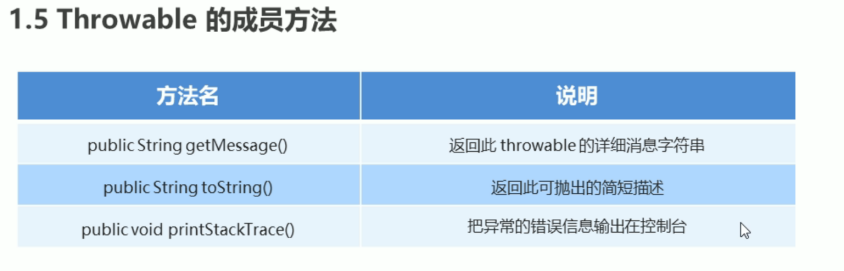 1.5 Throwable 的成员方法
方法名 说明
public String getMessage() 返回此 throwable 的详细消息字符串
public String toString() 返回此可抛出的简短描述
public void printStackTrace() 把异常的错误信息输出在控制台